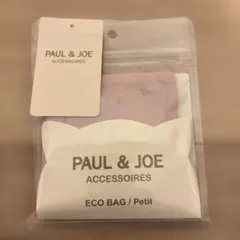 PAUL & JOE
ACCESSOIRES
PAUL & JOE
ACCESSOIRES
ECO BAG / Petit